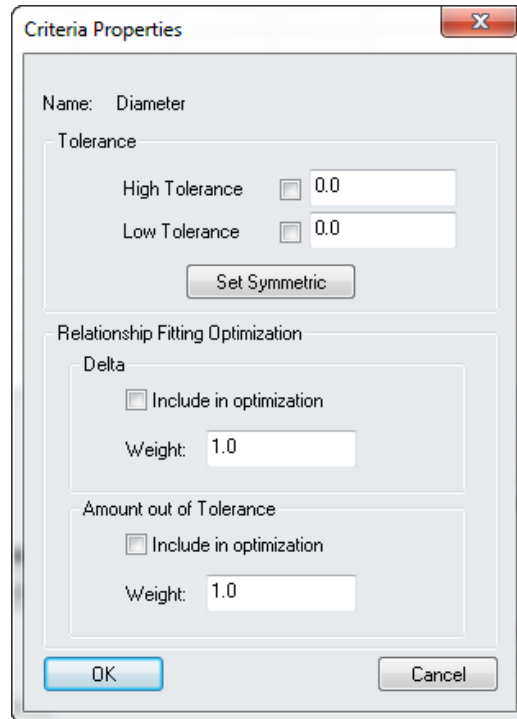 Criteria Properties
Name: Diameter
Tolerance
High Tolerance 0.0
Low Tolerance 0.0
Set Symmetric
Relationship Fitting Optimization
Delta
Include in optimization
Weight: 1.0
Amount out of Tolerance
Include in optimization
Weight: 1.0
OK Cancel